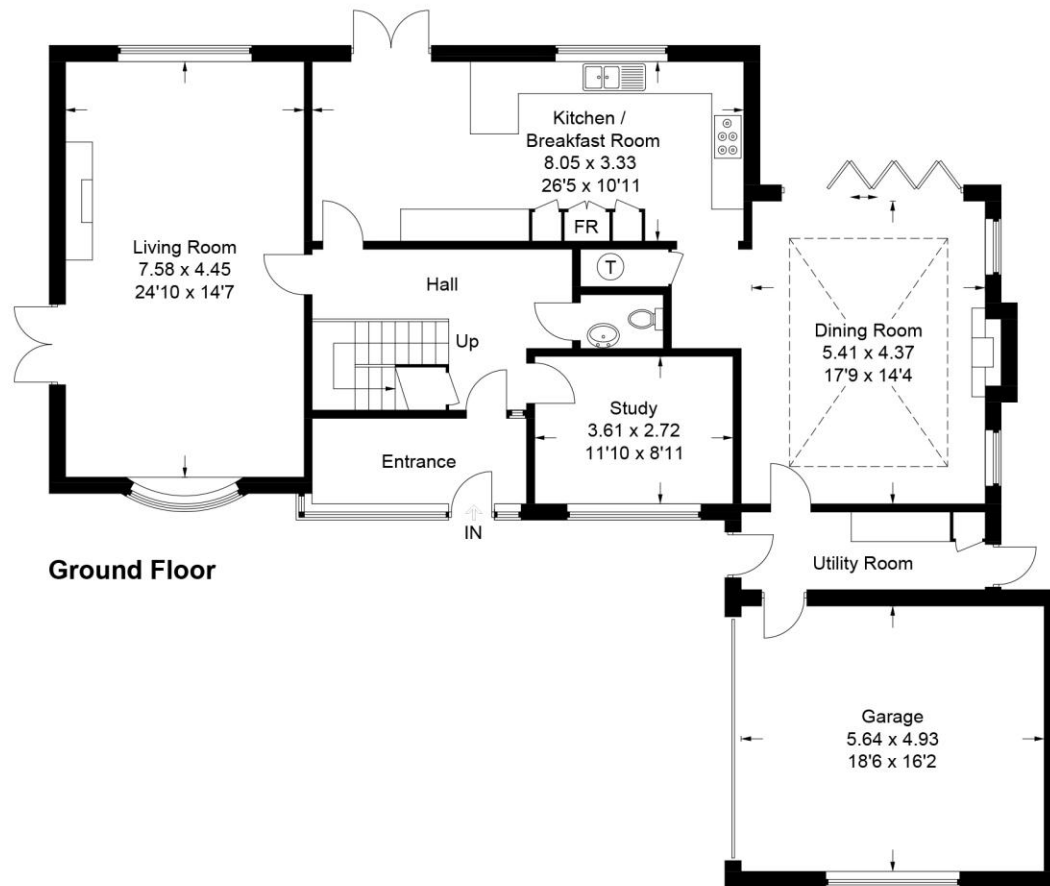 Kitchen /
Breakfast Room
8.05 x 3.33
26'5 x 10'11
FR
Living Room
7.58 x 4.45
24'10 x 14'7
Hall
T
Up
Dining Room
5.41 x 4.37
17'9 x 14'4
Study
3.61 x 2.72
11'10 x 8'11
Entrance
IN
Ground Floor
Utility Room
Garage
5.64 x 4.93
18'6 x 16'2